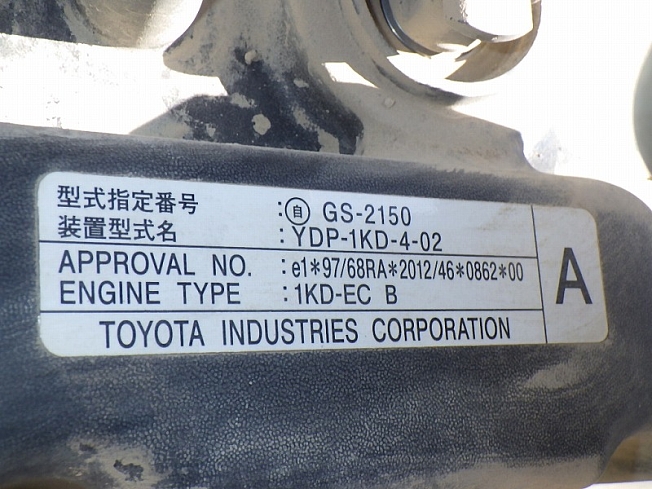 型式指定番号 :㉂ GS-2150
装置型式名 :YDP-1KD-4-02
APPROVAL NO. :e1*97/68RA*2012/46*0862*00
ENGINE TYPE :1KD-EC B
A
TOYOTA INDUSTRIES CORPORATION